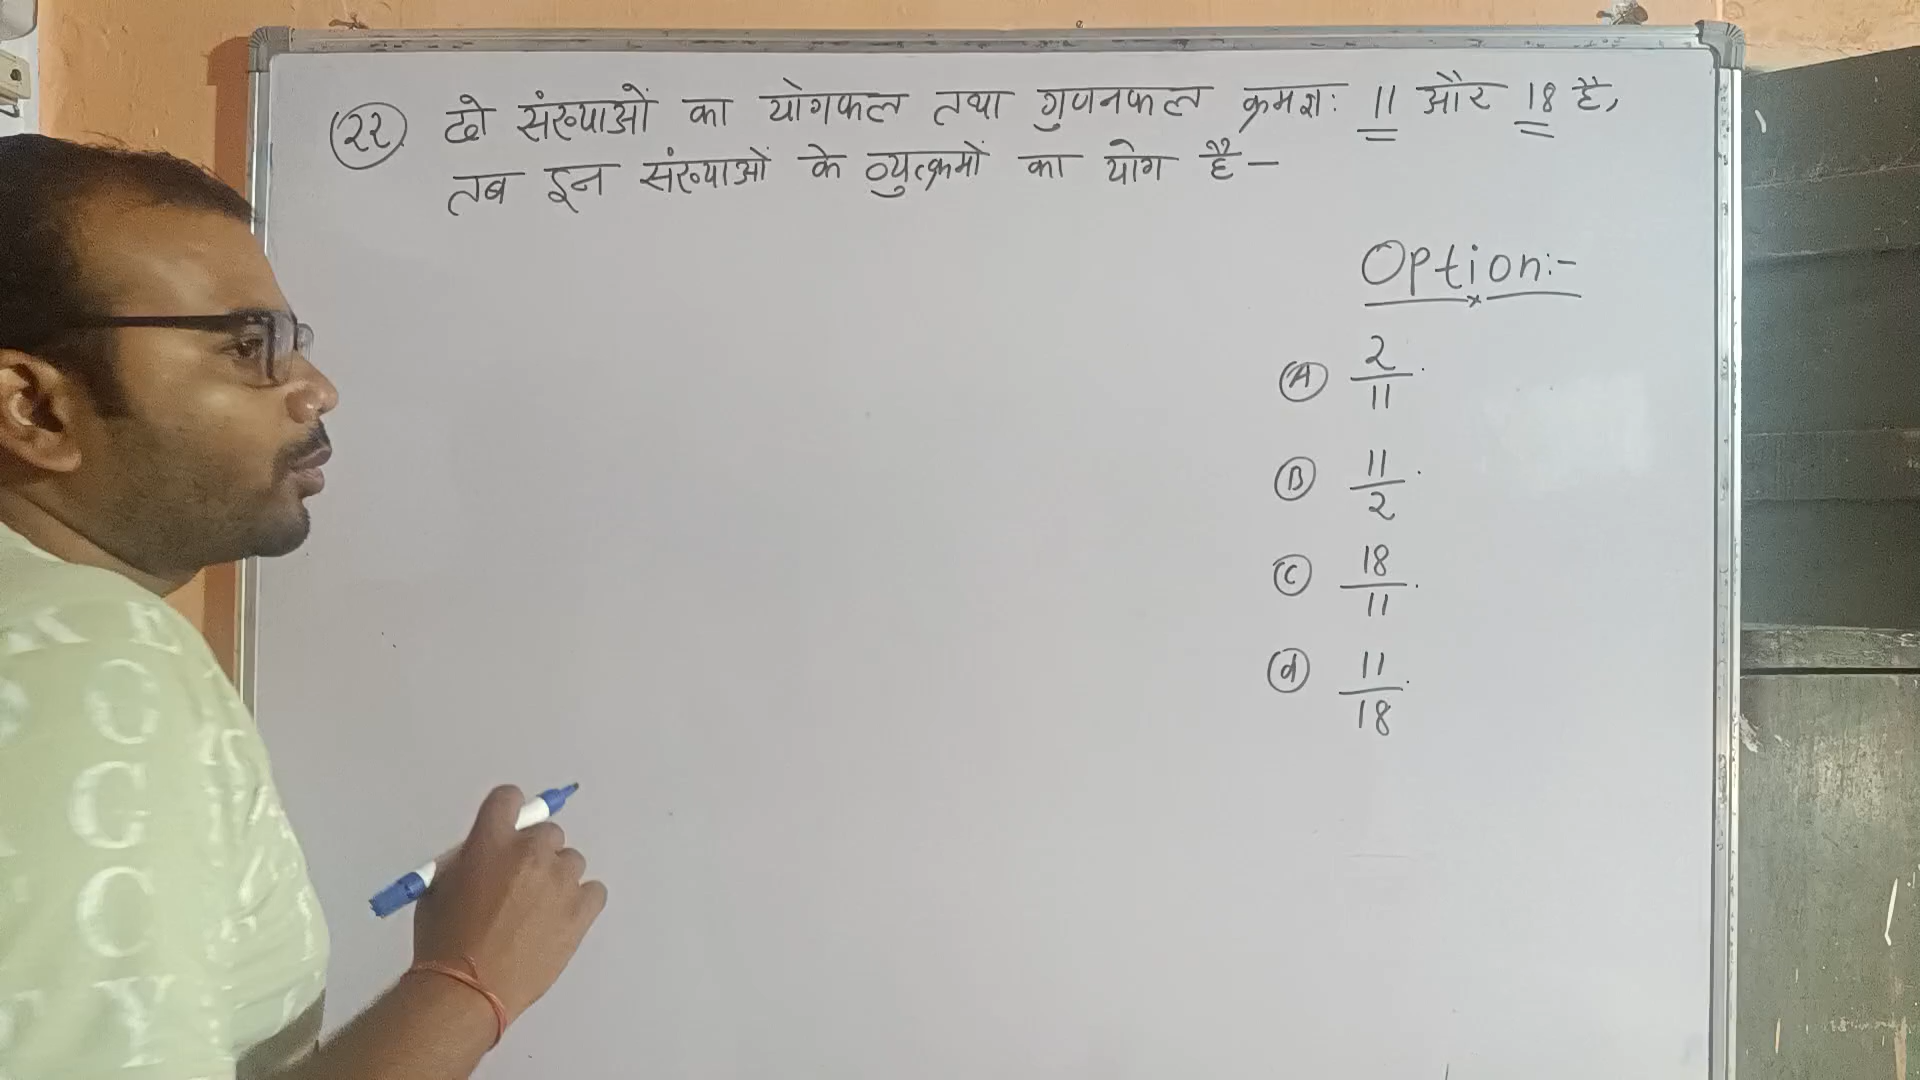 (22) दो संख्याओं का योगफल तथा गुणनफल क्रमशः 11 और 18 है,
तब इन संख्याओं के व्युत्क्रमों का योग है -
Option:-
(A) 2/11.
(B) 11/2.
(C) 18/11.
(d) 11/18.